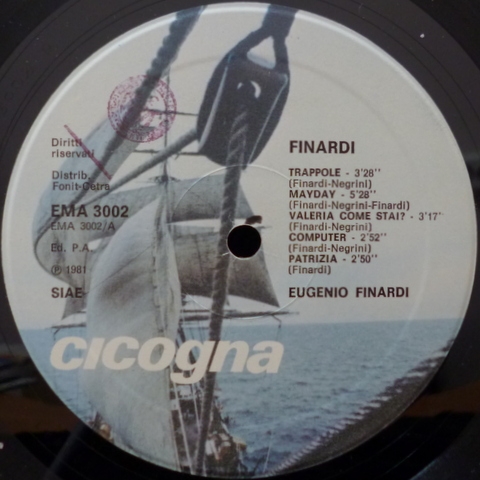 Diritti
riservati
Distrib.
Fonit-Cetra
EMA 3002
EMA 3002/A
Ed. P.A.
℗ 1981
SIAE
cicogna
FINARDI
TRAPPOLE - 3'28''
(Finardi-Negrini)
MAYDAY - 5'28''
(Finardi-Negrini-Finardi)
VALERIA COME STAI? - 3'17''
(Finardi-Negrini)
COMPUTER - 2'52''
(Finardi-Negrini)
PATRIZIA - 2'50''
(Finardi)
EUGENIO FINARDI